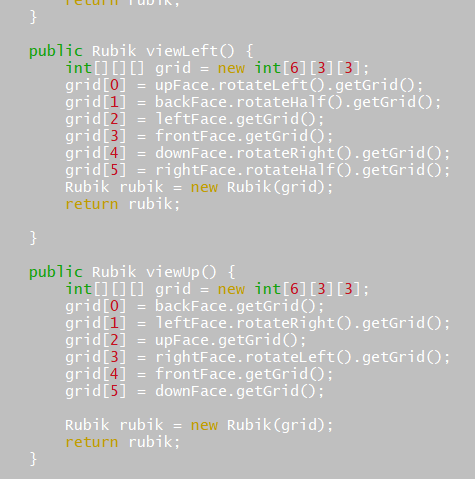 return rubik;
}
public Rubik viewLeft() {
int[][][] grid = new int[6][3][3];
grid[0] = upFace.rotateLeft().getGrid();
grid[1] = backFace.rotateHalf().getGrid();
grid[2] = leftFace.getGrid();
grid[3] = frontFace.getGrid();
grid[4] = downFace.rotateRight().getGrid();
grid[5] = rightFace.rotateHalf().getGrid();
Rubik rubik = new Rubik(grid);
return rubik;
}
public Rubik viewUp() {
int[][][] grid = new int[6][3][3];
grid[0] = backFace.getGrid();
grid[1] = leftFace.rotateRight().getGrid();
grid[2] = upFace.getGrid();
grid[3] = rightFace.rotateLeft().getGrid();
grid[4] = frontFace.getGrid();
grid[5] = downFace.getGrid();
Rubik rubik = new Rubik(grid);
return rubik;
}